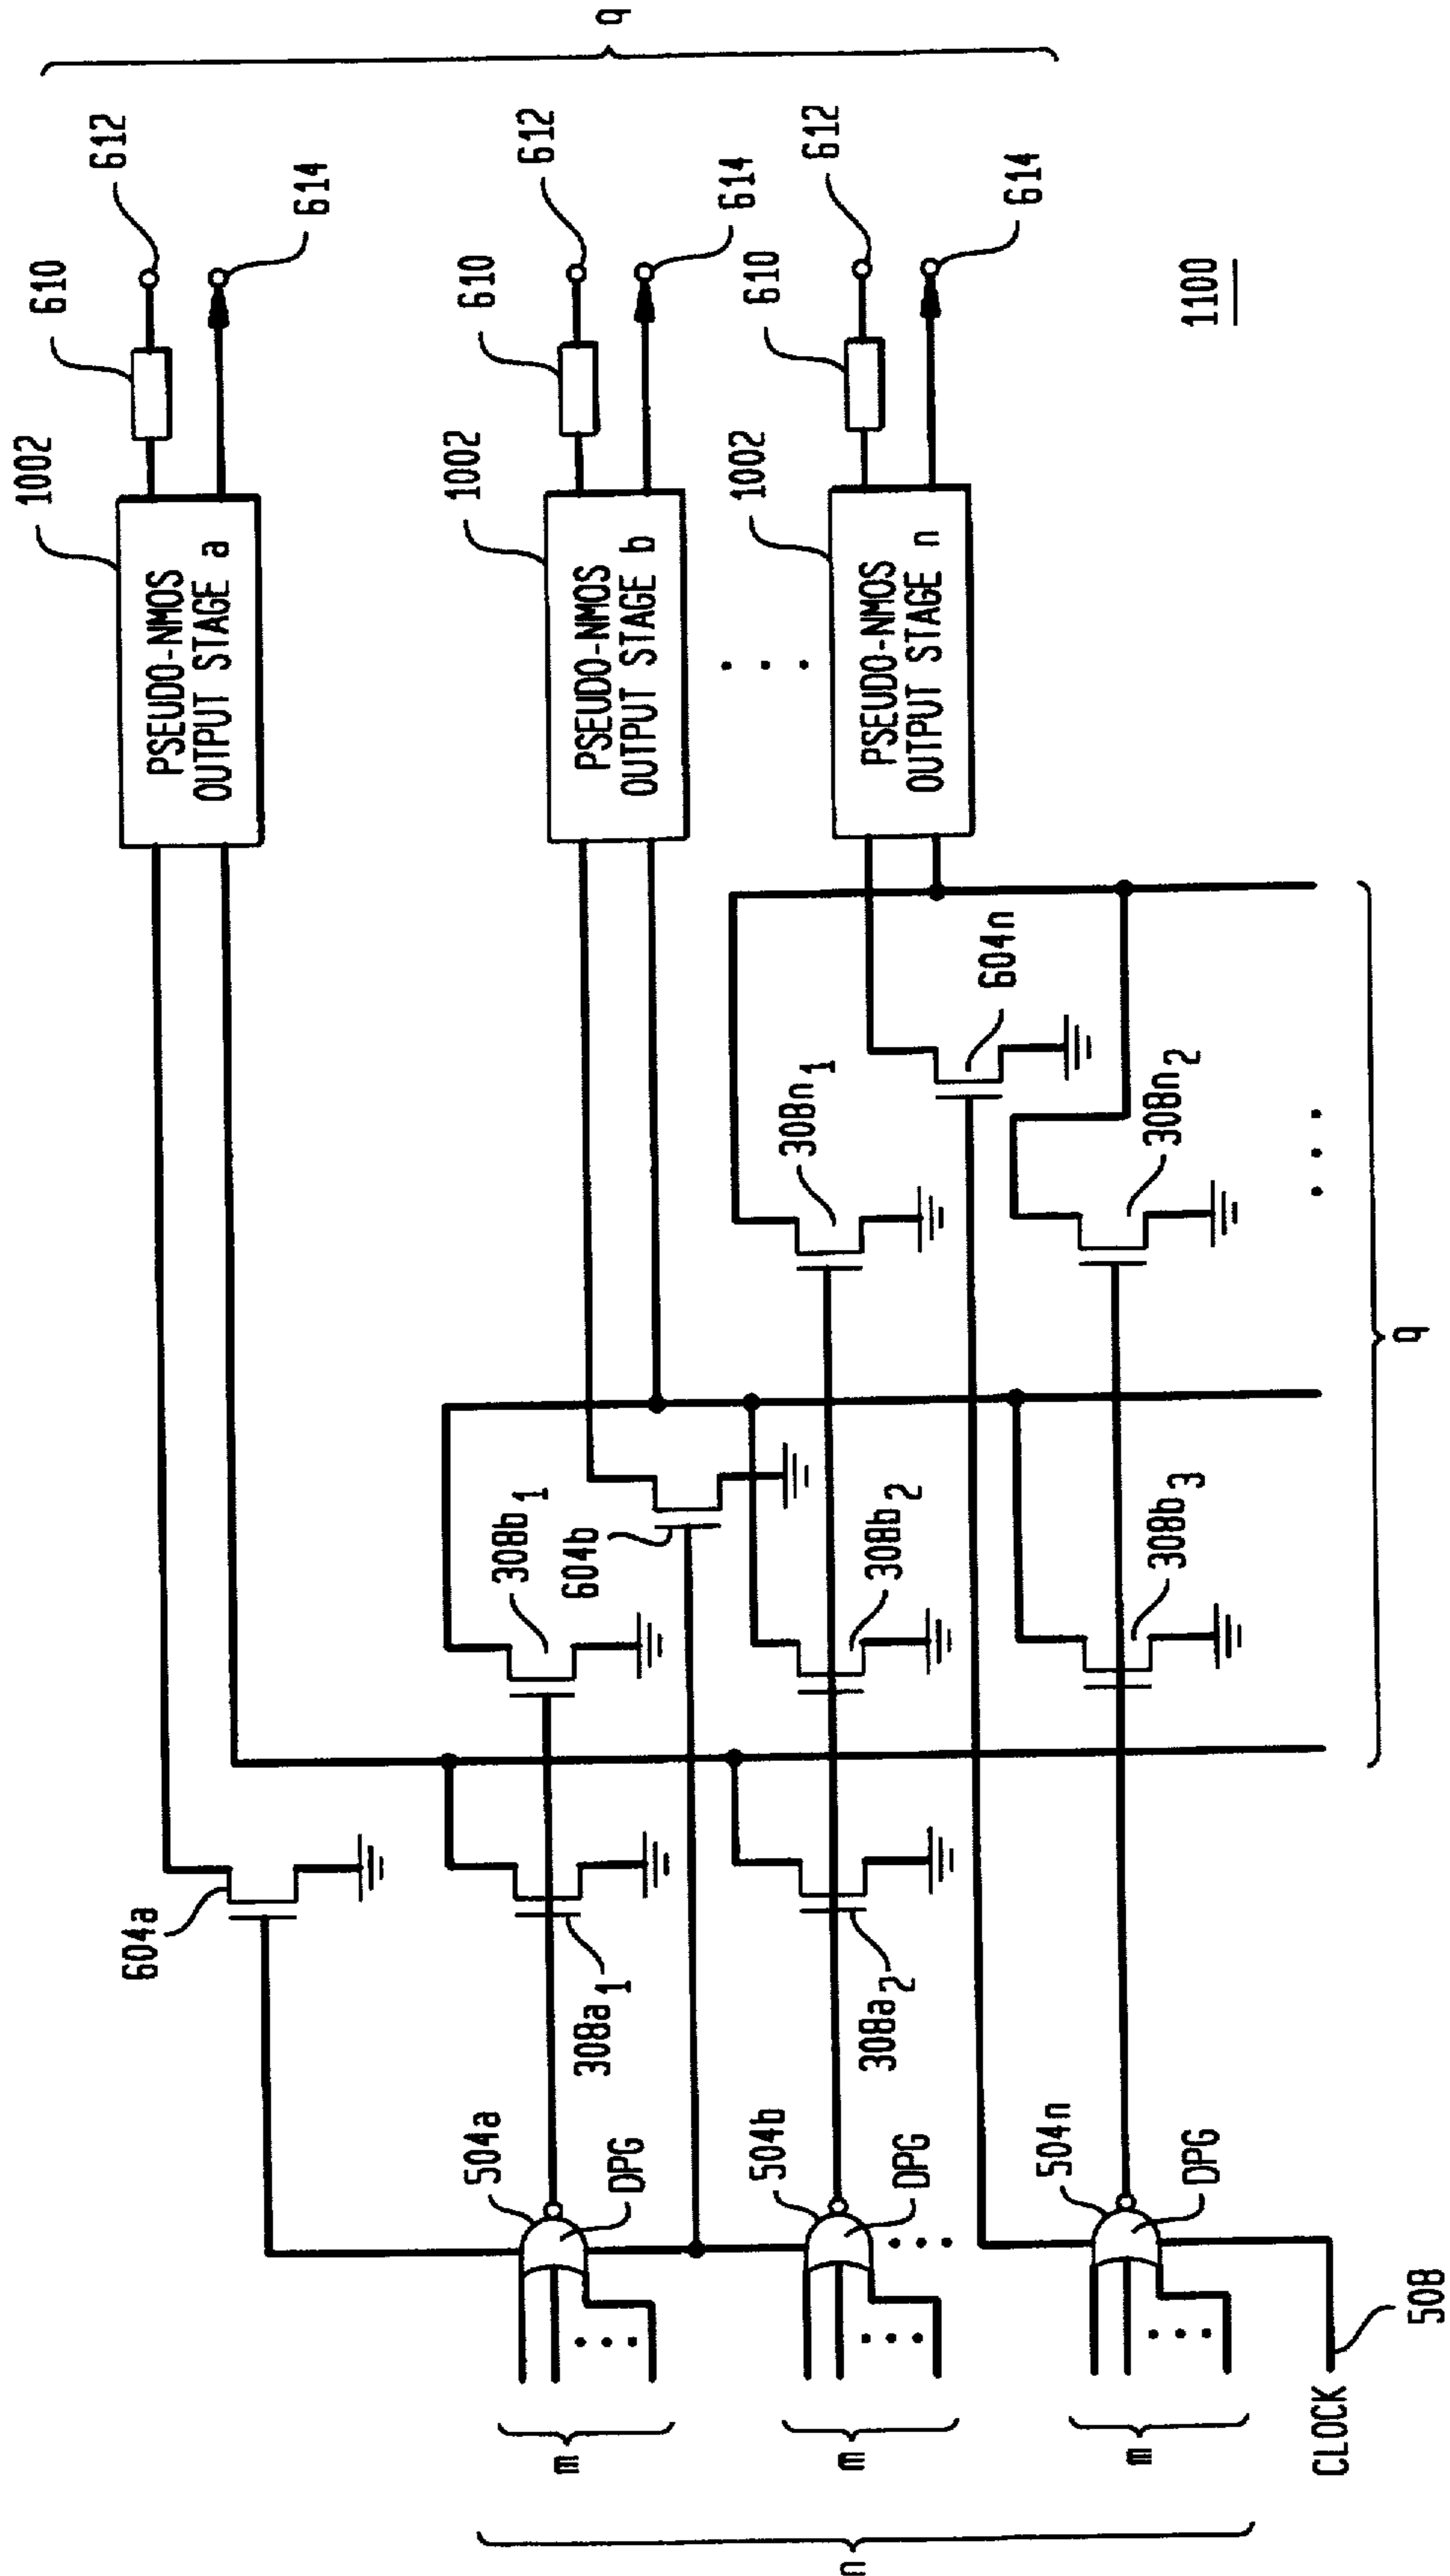 1002
610
612
604a
PSEUDO-NMOS
OUTPUT STAGE a
614
q
504a
DPG
m
308a1
308b1
604b
1002
610
612
PSEUDO-NMOS
OUTPUT STAGE b
614
504b
DPG
m
308a2
308b2
308n1
1002
610
612
PSEUDO-NMOS
OUTPUT STAGE n
614
n
504n
DPG
m
308b3
308n2
604n
CLOCK
508
q
1100